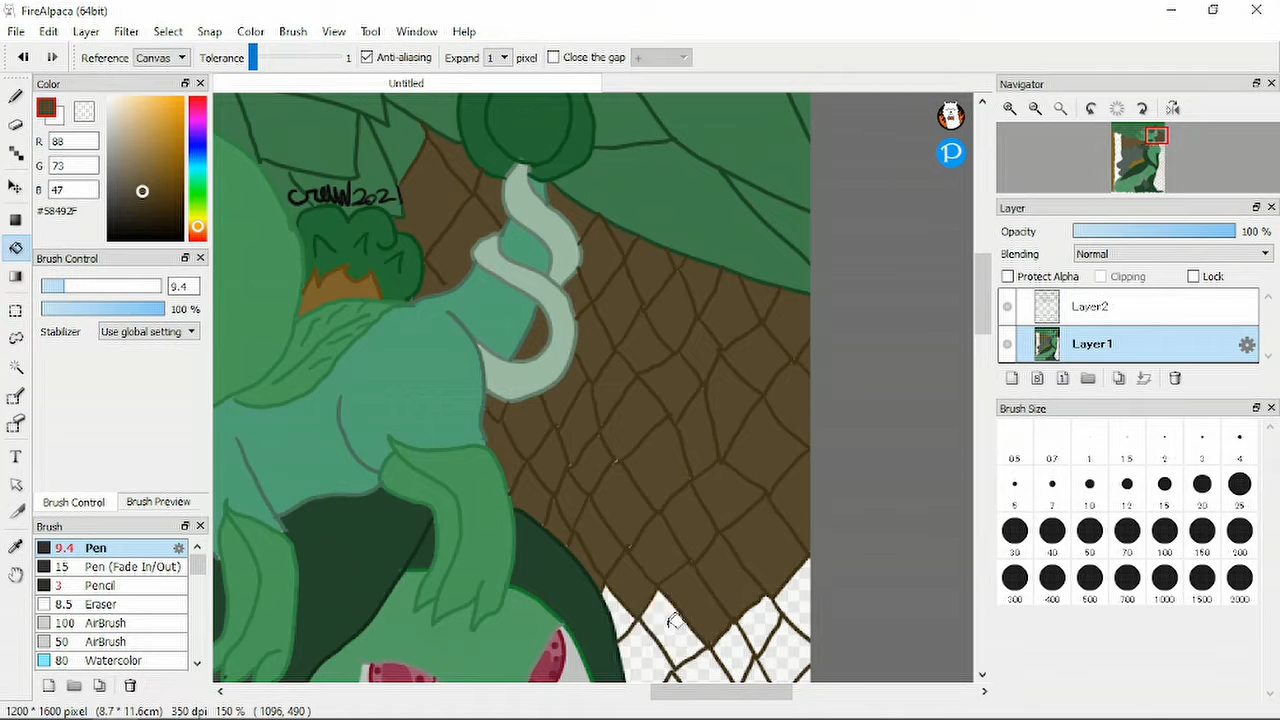 FireAlpaca (64bit)
File Edit Layer Filter Select Snap Color Brush View Tool Window Help
Reference Canvas Tolerance 1 Anti-aliasing Expand 1 pixel Close the gap +
Color
R 88
G 73
B 47
#58492F
Brush Control
9.4
100 %
Stabilizer Use global setting
Brush Control Brush Preview
Brush
9.4 Pen
15 Pen (Fade In/Out)
3 Pencil
8.5 Eraser
100 AirBrush
50 AirBrush
80 Watercolor
Untitled
Navigator
Layer
Opacity 100 %
Blending Normal
Protect Alpha Clipping Lock
Layer2
Layer1
Brush Size
0.5 0.7 1 1.5 2 3 4
5 7 10 12 15 20 25
30 40 50 70 100 150 200
300 400 500 700 1000 1500 2000
1200 * 1600 pixel (8.7 * 11.6cm) 350 dpi 150 % ( 1096, 490 )